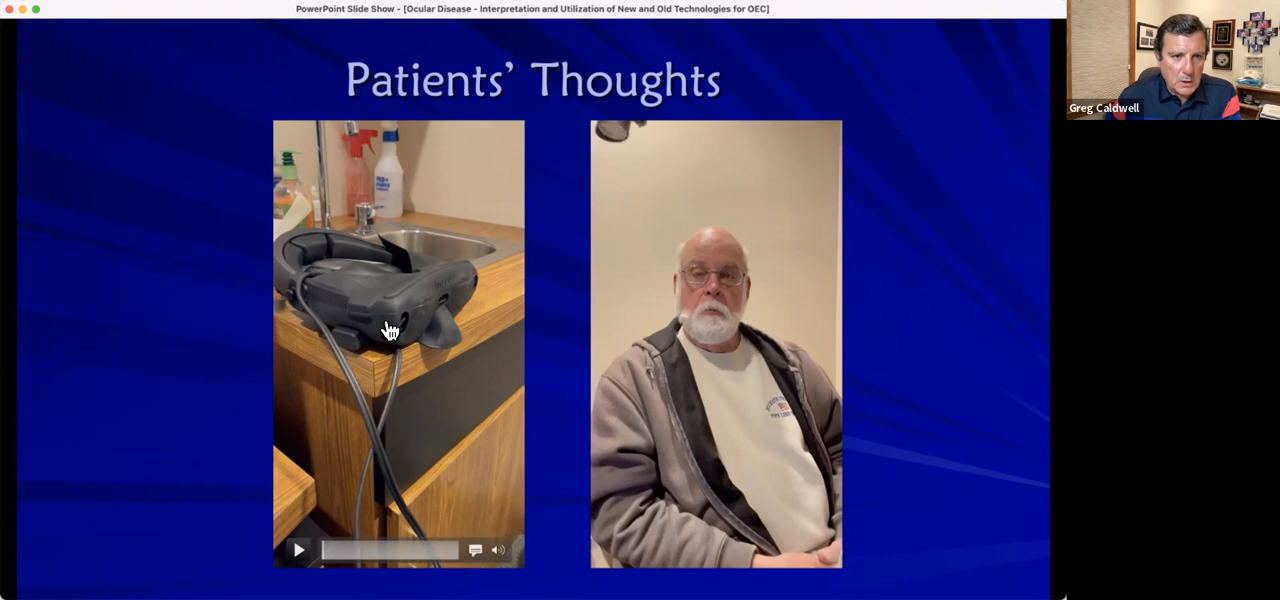 PowerPoint Slide Show - [Ocular Disease - Interpretation and Utilization of New and Old Technologies for OEC]
Patients' Thoughts
Greg Caldwell